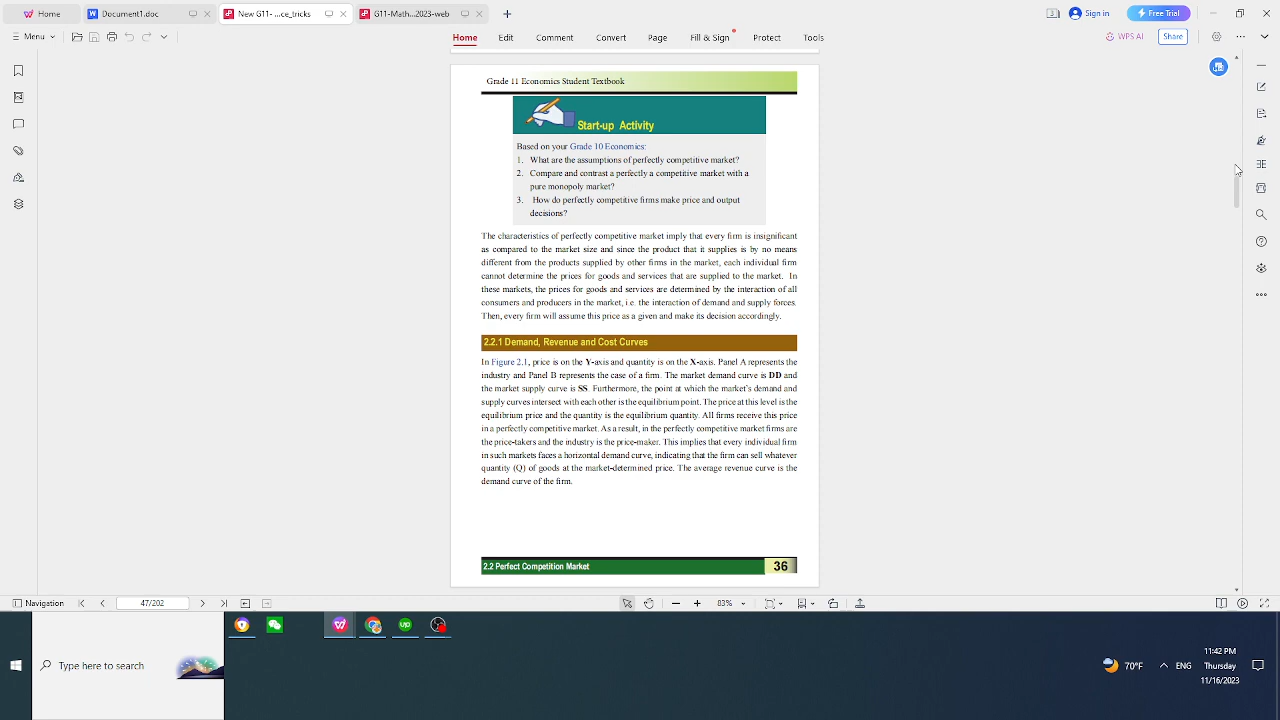 Home
Document1.doc
New G11- ...ce_tricks
G11-Math...2023-web
Sign in
Free Trial
Menu
Home
Edit
Comment
Convert
Page
Fill & Sign
Protect
Tools
WPS AI
Share
Grade 11 Economics Student Textbook
Start-up Activity
Based on your Grade 10 Economics:
1. What are the assumptions of perfectly competitive market?
2. Compare and contrast a perfectly a competitive market with a
pure monopoly market?
3. How do perfectly competitive firms make price and output
decisions?
The characteristics of perfectly competitive market imply that every firm is insignificant
as compared to the market size and since the product that it supplies is by no means
different from the products supplied by other firms in the market, each individual firm
cannot determine the prices for goods and services that are supplied to the market. In
these markets, the prices for goods and services are determined by the interaction of all
consumers and producers in the market, i.e. the interaction of demand and supply forces.
Then, every firm will assume this price as a given and make its decision accordingly.
2.2.1 Demand, Revenue and Cost Curves
In Figure 2.1, price is on the Y-axis and quantity is on the X-axis. Panel A represents the
industry and Panel B represents the case of a firm. The market demand curve is DD and
the market supply curve is SS. Furthermore, the point at which the market's demand and
supply curves intersect with each other is the equilibrium point. The price at this level is the
equilibrium price and the quantity is the equilibrium quantity. All firms receive this price
in a perfectly competitive market. As a result, in the perfectly competitive market firms are
the price-takers and the industry is the price-maker. This implies that every individual firm
in such markets faces a horizontal demand curve, indicating that the firm can sell whatever
quantity (Q) of goods at the market-determined price. The average revenue curve is the
demand curve of the firm.
2.2 Perfect Competition Market 36
Navigation
47/202
83%
Type here to search
70°F
ENG
11:42 PM
Thursday
11/16/2023